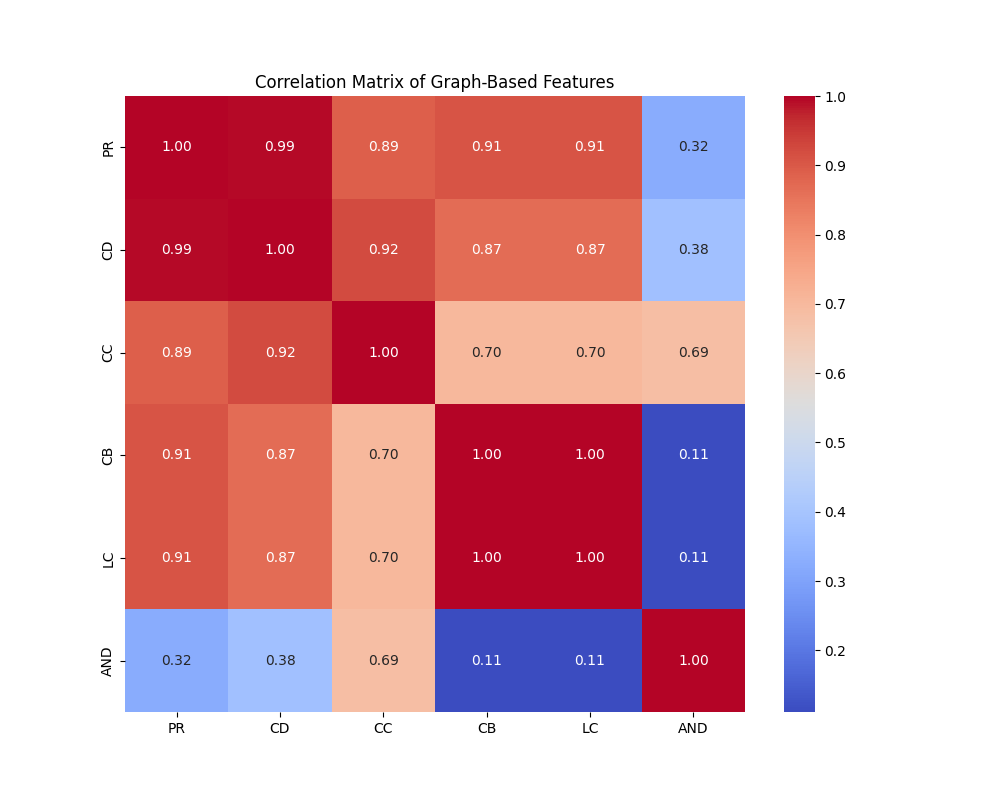 Correlation Matrix of Graph-Based Features
PR 1.00 0.99 0.89 0.91 0.91 0.32
CD 0.99 1.00 0.92 0.87 0.87 0.38
CC 0.89 0.92 1.00 0.70 0.70 0.69
CB 0.91 0.87 0.70 1.00 1.00 0.11
LC 0.91 0.87 0.70 1.00 1.00 0.11
AND 0.32 0.38 0.69 0.11 0.11 1.00
PR CD CC CB LC AND
1.0
0.9
0.8
0.7
0.6
0.5
0.4
0.3
0.2